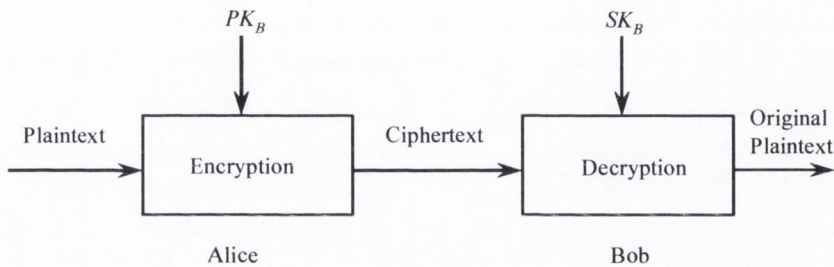 PK_B SK_B
Plaintext Encryption Ciphertext Decryption Original
Plaintext
Alice Bob